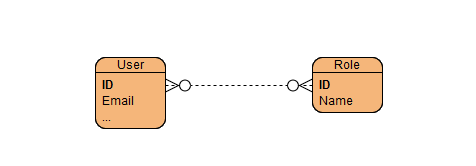 User
ID
Email
...
Role
ID
Name